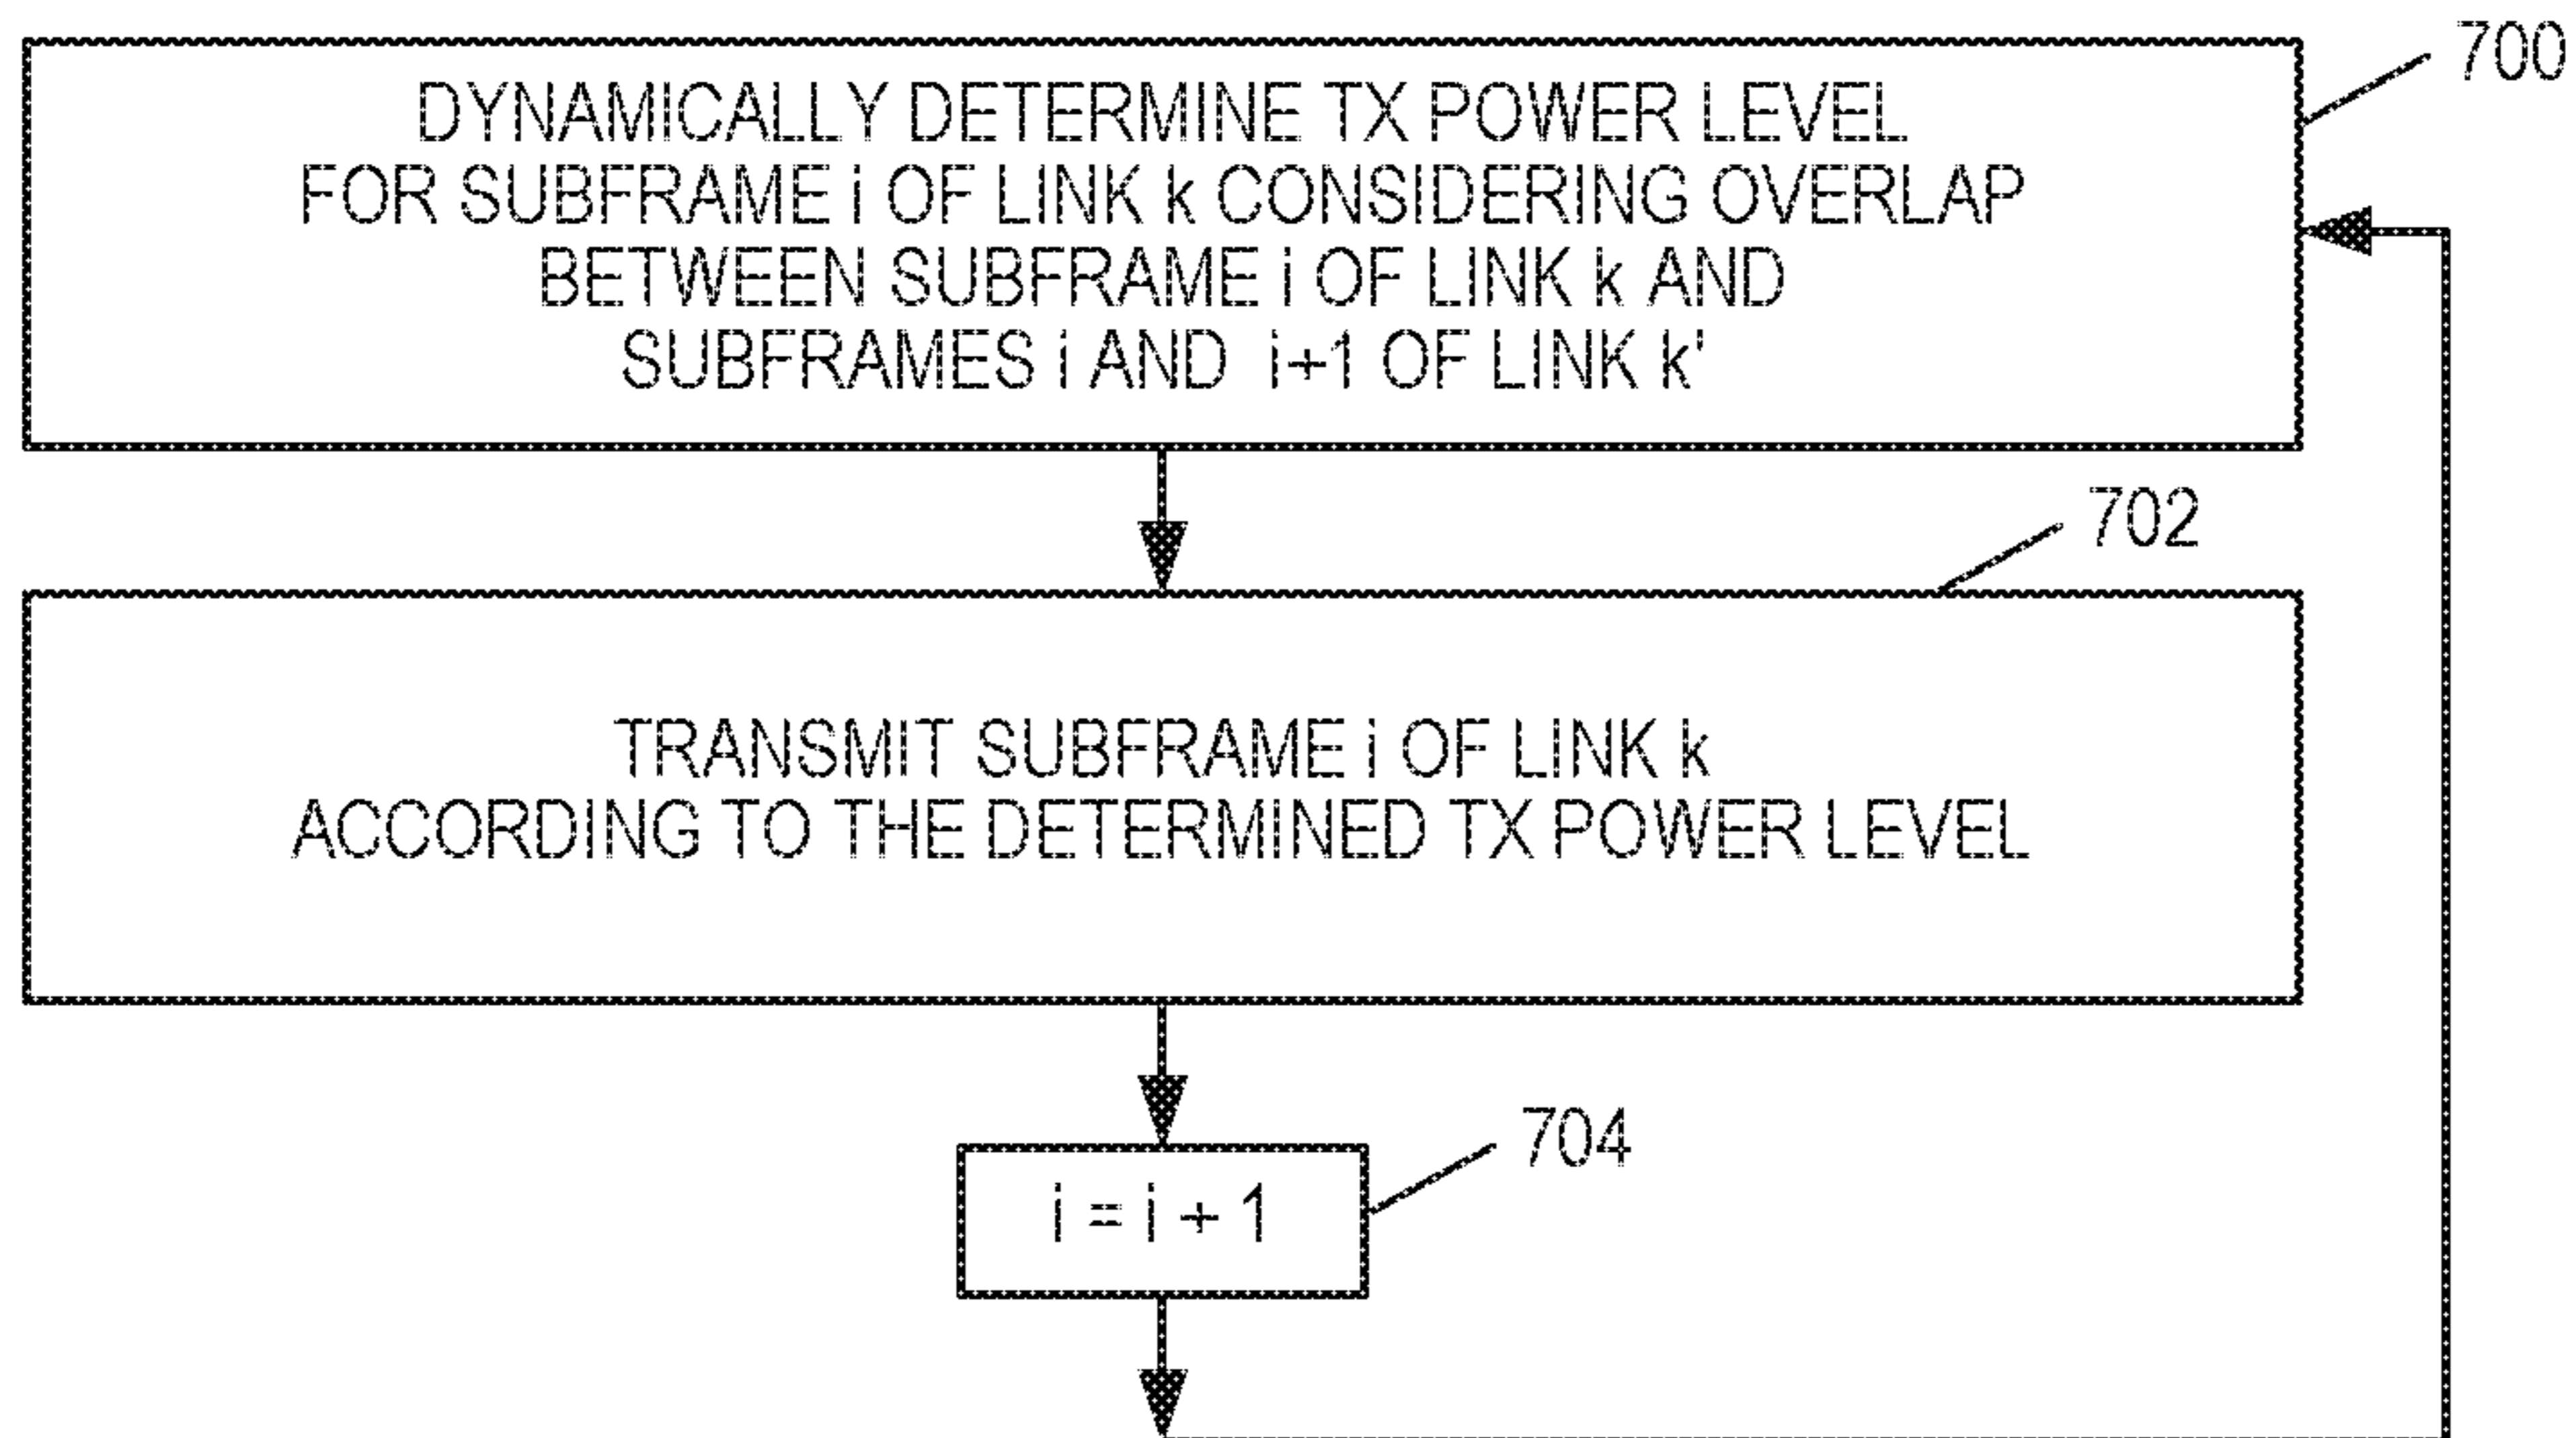 700
DYNAMICALLY DETERMINE TX POWER LEVEL
FOR SUBFRAME i OF LINK k CONSIDERING OVERLAP
BETWEEN SUBFRAME i OF LINK k AND
SUBFRAMES i AND i+1 OF LINK k'
702
TRANSMIT SUBFRAME i OF LINK k
ACCORDING TO THE DETERMINED TX POWER LEVEL
704
i = i + 1